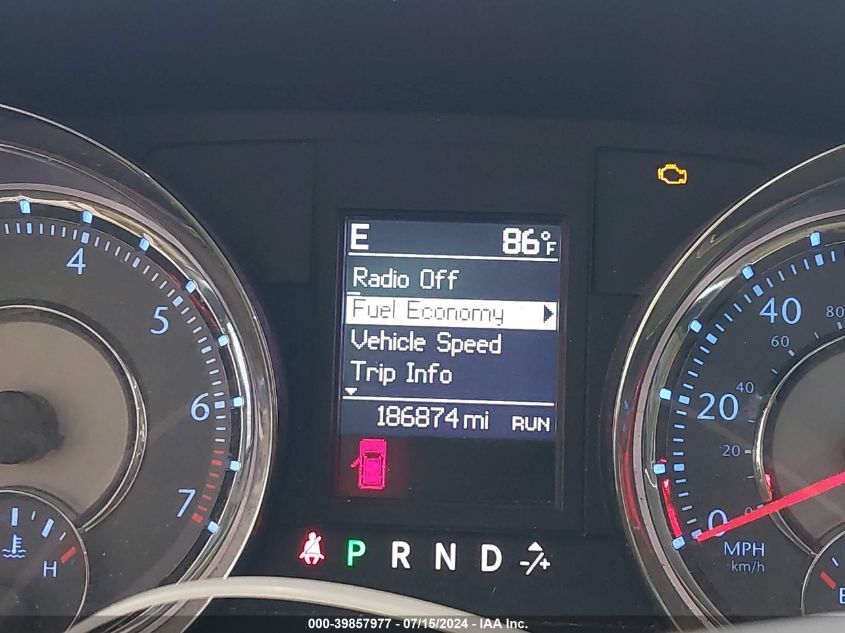 E 86°F
Radio Off
Fuel Economy
Vehicle Speed
Trip Info
186874 mi RUN
P R N D -/+
4
5
6
7
H
40
80
60
20
40
20
0
0
MPH
km/h
E
000-39857977 - 07/15/2024 - IAA Inc.